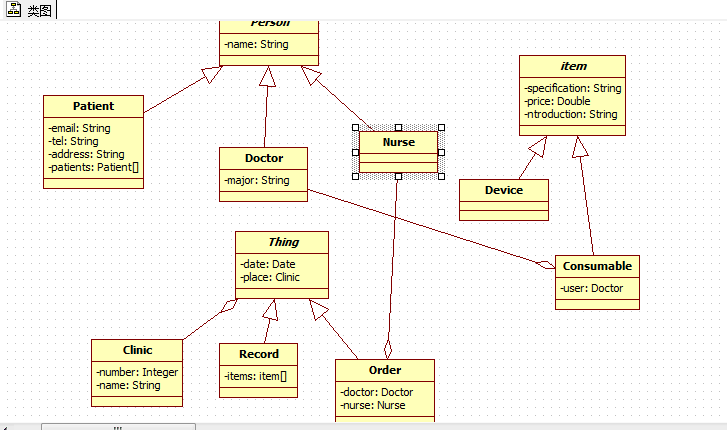 类图
Person
-name: String
item
-specification: String
-price: Double
-ntroduction: String
Patient
-email: String
-tel: String
-address: String
-patients: Patient[]
Nurse
Doctor
-major: String
Device
Thing
-date: Date
-place: Clinic
Consumable
-user: Doctor
Clinic
-number: Integer
-name: String
Record
-items: item[]
Order
-doctor: Doctor
-nurse: Nurse